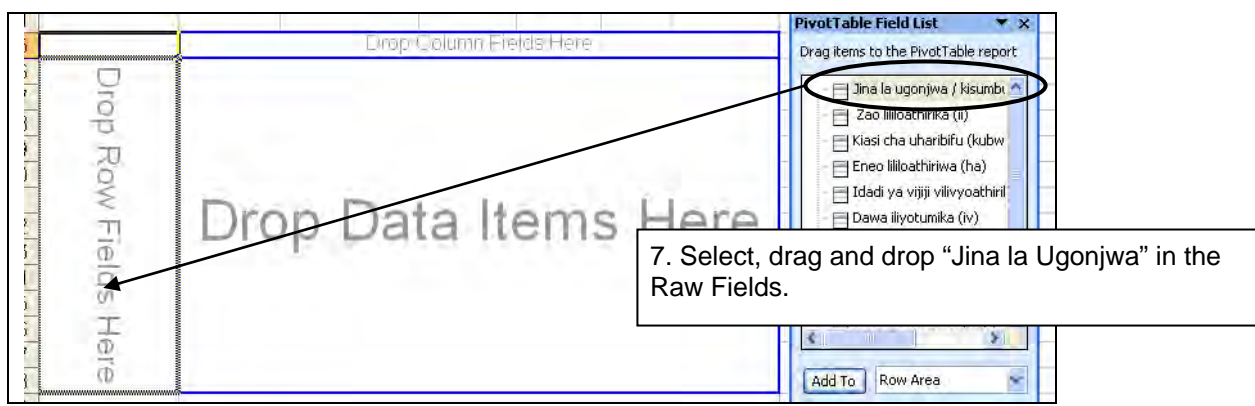 PivotTable Field List
Drop Column Fields Here
Drag items to the PivotTable report
Jina la ugonjwa / kisumbu
Zao lililoathirika (ii)
Kiasi cha uharibifu (kubw
Eneo lililoathiriwa (ha)
Idadi ya vijiji vilivyoathiril
Dawa iliyotumika (iv)
Drop Row Fields Here
Drop Data Items Here
7. Select, drag and drop “Jina la Ugonjwa” in the
Raw Fields.
Add To Row Area